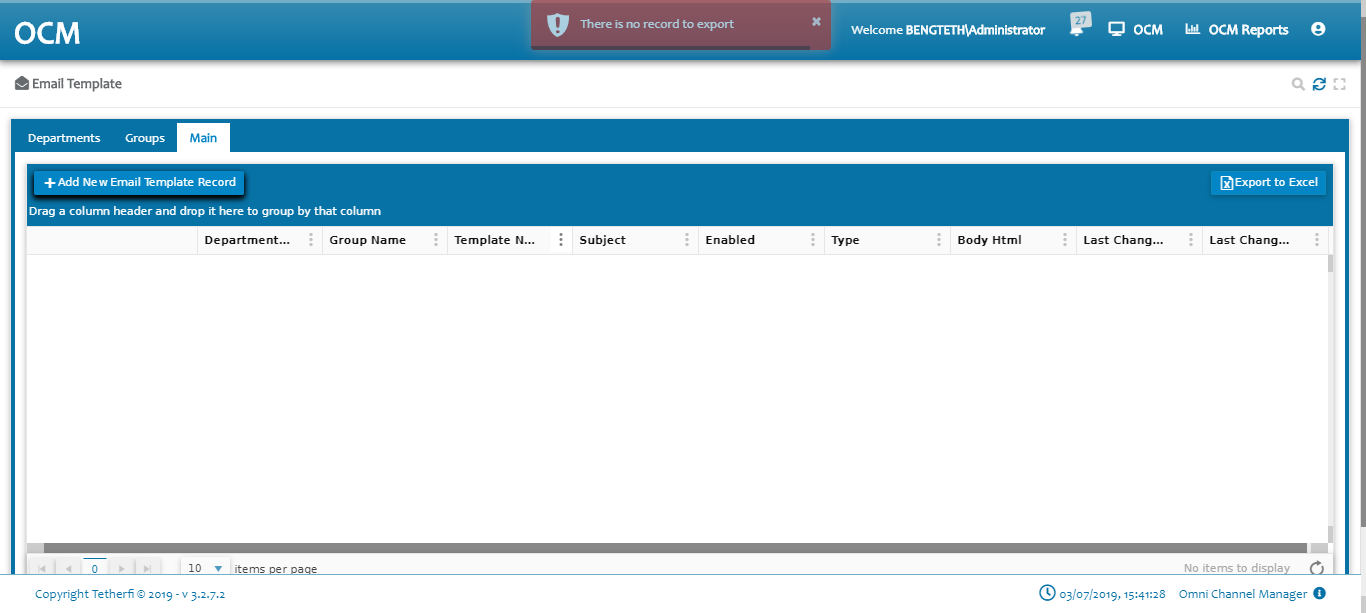 OCM
There is no record to export
Welcome BENGTETH\Administrator
27
OCM
OCM Reports
Email Template
Departments
Groups
Main
Add New Email Template Record
Export to Excel
Drag a column header and drop it here to group by that column
Department...
Group Name
Template N...
Subject
Enabled
Type
Body Html
Last Chang...
Last Chang...
0
10
items per page
No items to display
Copyright Tetherfi © 2019 - v 3.2.7.2
03/07/2019, 15:41:28
Omni Channel Manager